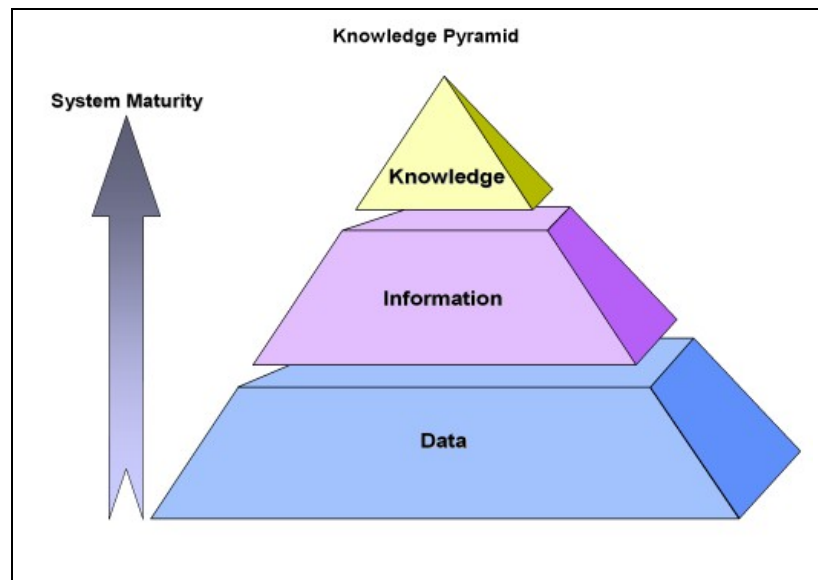 Knowledge Pyramid
System Maturity
Knowledge
Information
Data